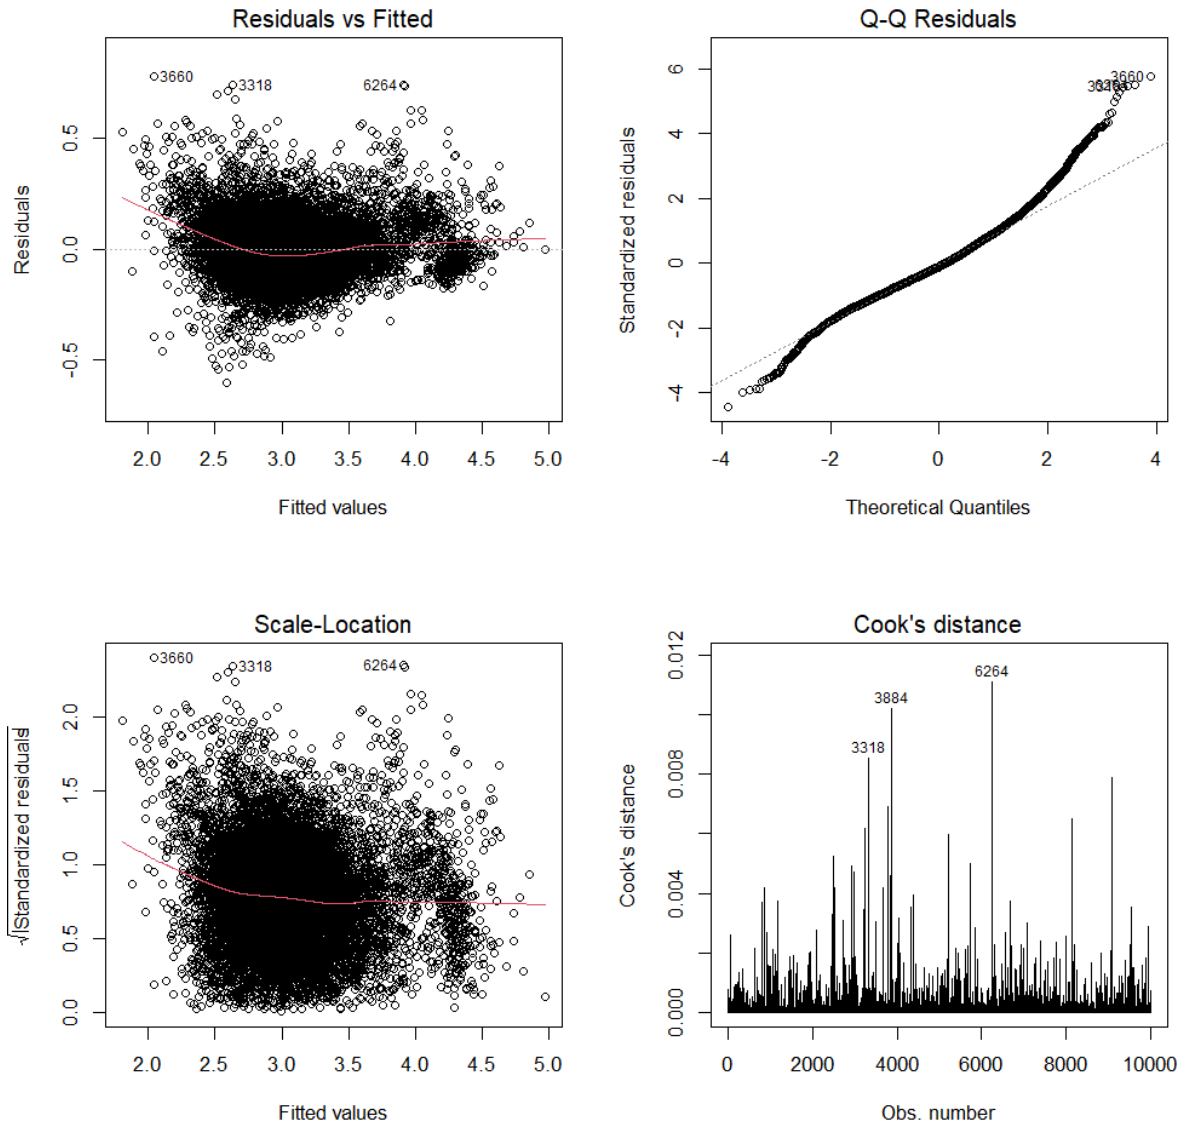 Residuals vs Fitted
Residuals
0.5
0.0
-0.5
3660
3318
6264
2.0 2.5 3.0 3.5 4.0 4.5 5.0
Fitted values
Q-Q Residuals
Standardized residuals
6
4
2
0
-2
-4
3660
-4 -2 0 2 4
Theoretical Quantiles
Scale-Location
√|Standardized residuals|
2.0
1.5
1.0
0.5
0.0
3660
3318
6264
2.0 2.5 3.0 3.5 4.0 4.5 5.0
Fitted values
Cook's distance
Cook's distance
0.012
0.008
0.004
0.000
6264
3884
3318
0 2000 4000 6000 8000 10000
Obs. number